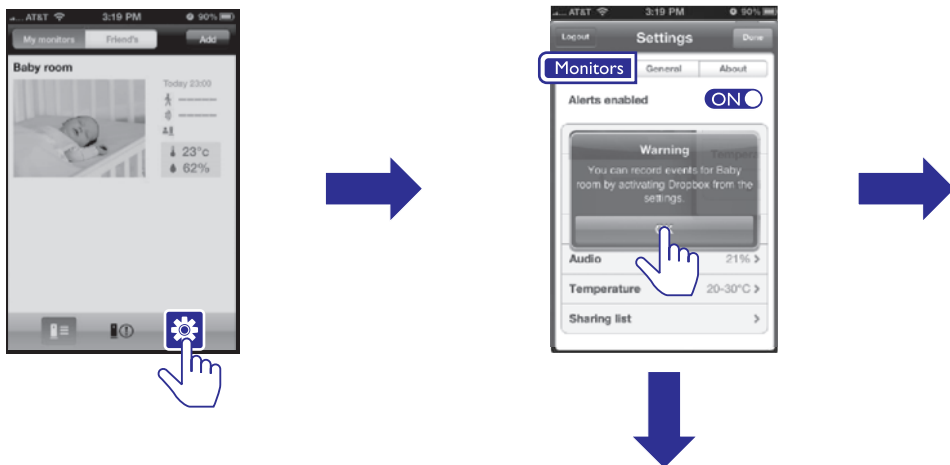 AT&T 3:19 PM 90%
My monitors Friend's Add
Baby room
Today 23:00
23°c
62%
AT&T 3:19 PM 90%
Logout Settings Done
Monitors General About
Alerts enabled ON
Warning
You can record events for Baby
room by activating Dropbox from the
settings.
Audio 21% >
Temperature 20-30°C >
Sharing list >